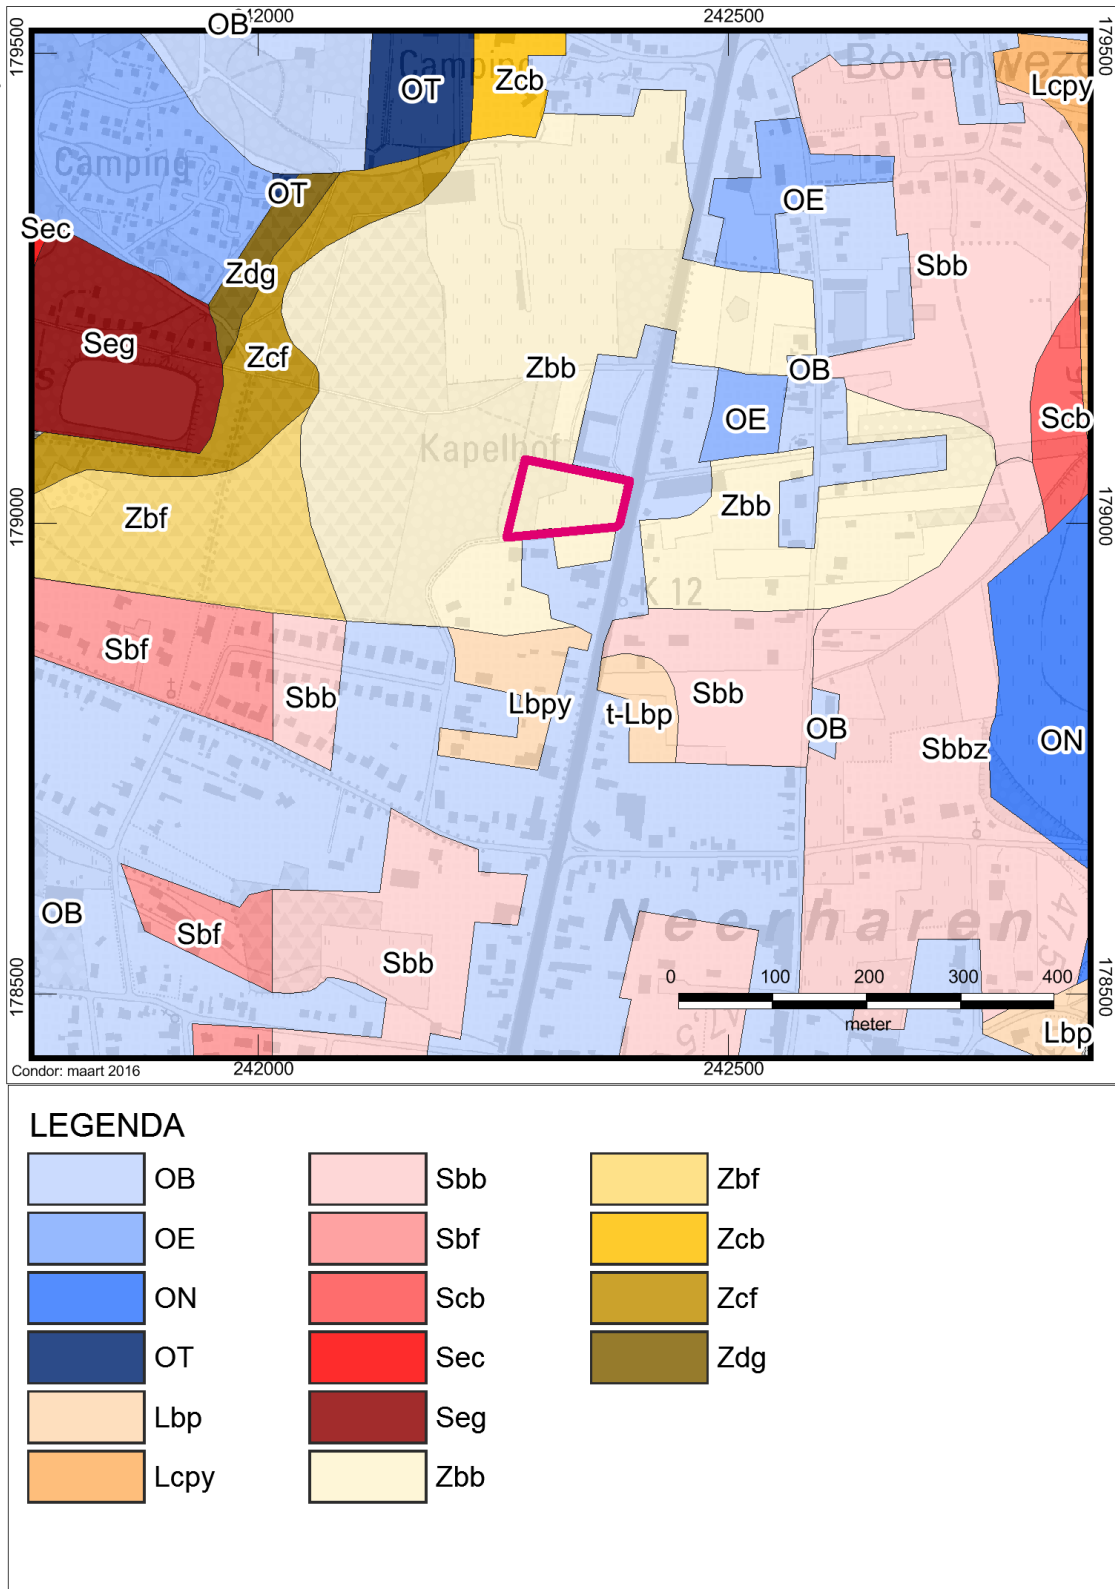 OB
242000
242500
179500
179500
Camping
OT
Camping
Zcb
Bovenweze
Lcpy
OT
OE
Sec
Zdg
Sbb
Seg
Zcf
Zbb
OB
OE
Scb
Kapelhof
Zbf
Zbb
179000
179000
K 12
Sbf
Sbb
Lbpy
t-Lbp
Sbb
OB
Sbbz
ON
OB
Sbf
Sbb
Neerharen
47,5
0 100 200 300 400
meter
178500
178500
Lbp
Condor: maart 2016
242000
242500
LEGENDA
OB
OE
ON
OT
Lbp
Lcpy
Sbb
Sbf
Scb
Sec
Seg
Zbb
Zbf
Zcb
Zcf
Zdg